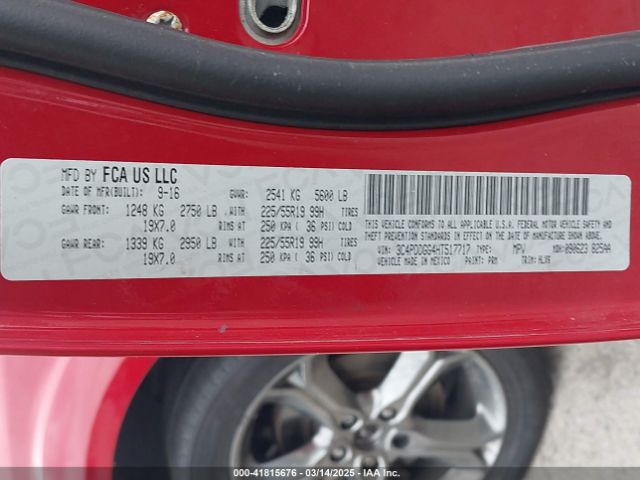 MFD BY FCA US LLC
DATE OF MFR(BUILT): 9-16 GVWR: 2541 KG 5600 LB
GAWR FRONT: 1248 KG 2750 LB WITH 225/55R19 99H TIRES
19X7.0 RIMS AT 250 KPA ( 36 PSI) COLD
GAWR REAR: 1339 KG 2950 LB WITH 225/55R19 99H TIRES
19X7.0 RIMS AT 250 KPA ( 36 PSI) COLD
THIS VEHICLE CONFORMS TO ALL APPLICABLE U.S.A. FEDERAL MOTOR VEHICLE SAFETY
AND THEFT PREVENTION STANDARDS IN EFFECT ON THE DATE OF MANUFACTURE SHOWN ABOVE.
VIN: 3C4PDDGG4HT517717 TYPE: MPV MDH: 090623 825AA
VEHICLE MADE IN MEXICO PAINT: PRM TRIM:
000-41815676 - 03/14/2025 - IAA Inc.